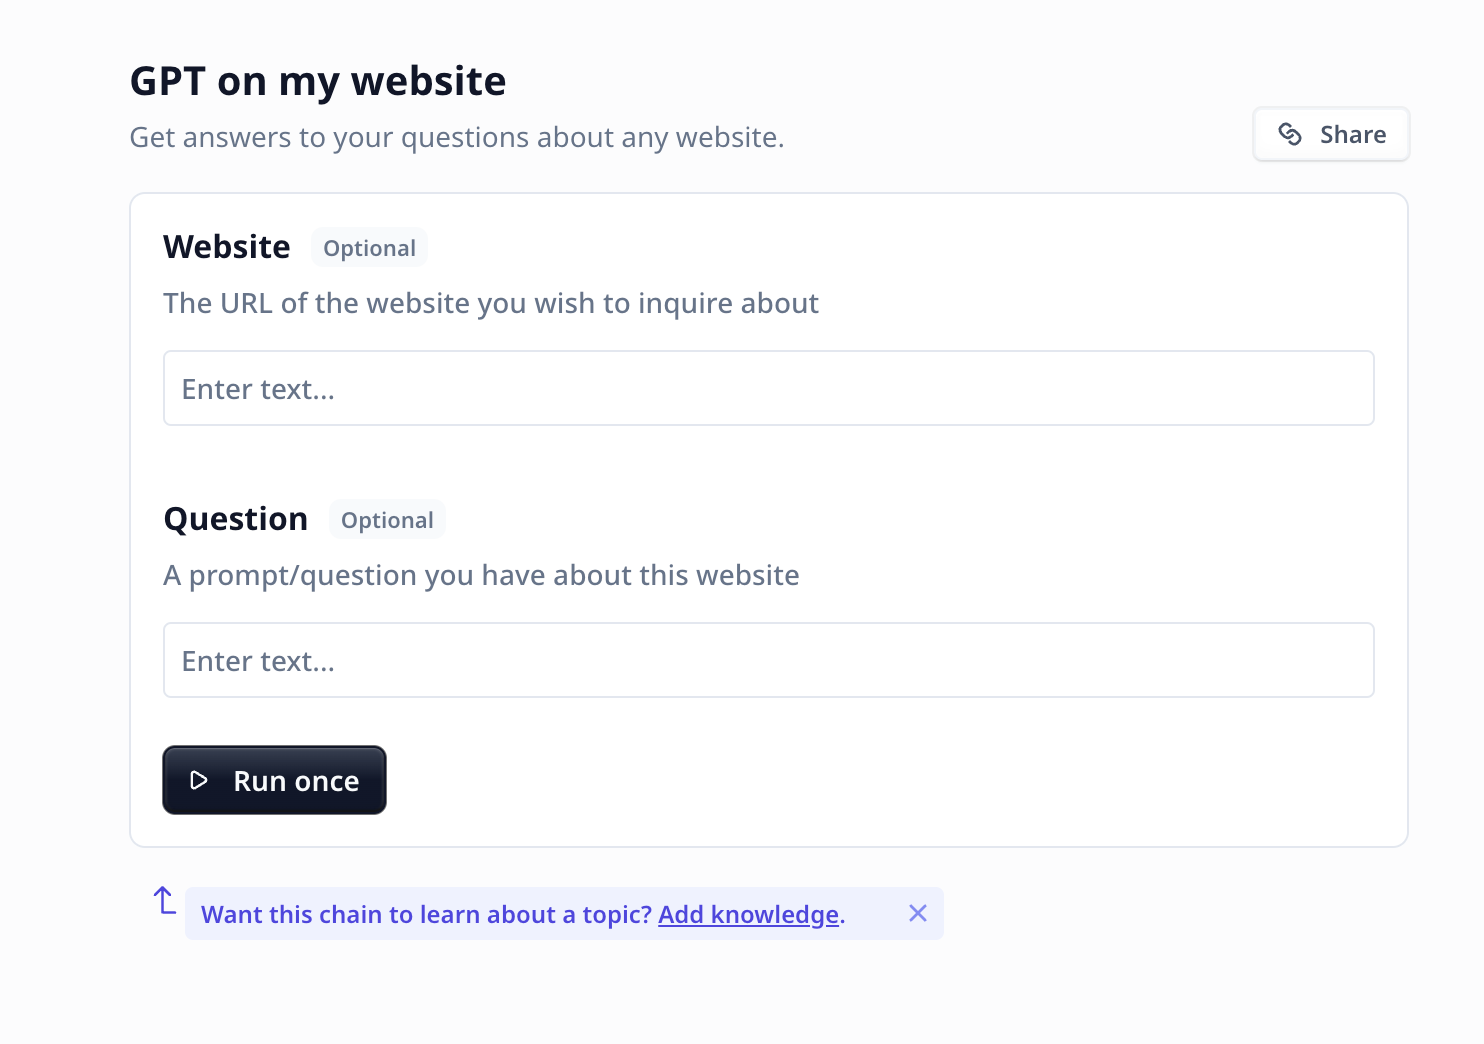 GPT on my website
Get answers to your questions about any website.
Share
Website Optional
The URL of the website you wish to inquire about
Enter text...
Question Optional
A prompt/question you have about this website
Enter text...
Run once
Want this chain to learn about a topic? Add knowledge.